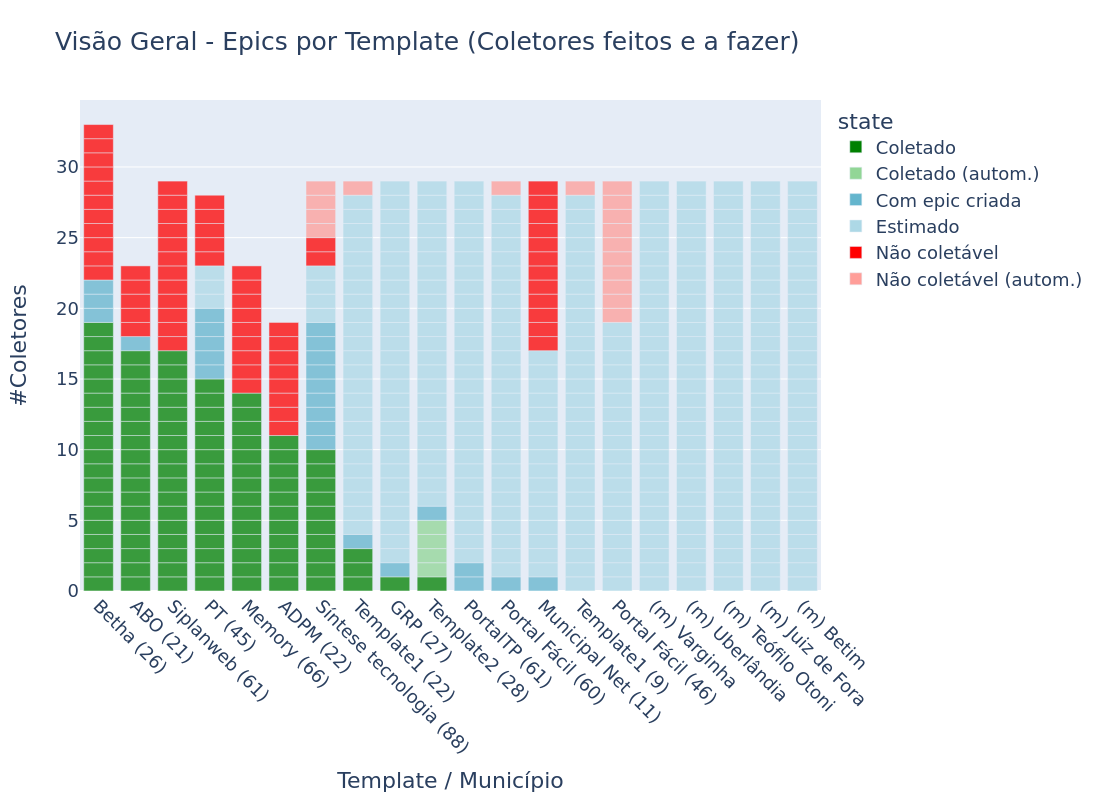 Visão Geral - Epics por Template (Coletores feitos e a fazer)
state
Coletado
Coletado (autom.)
Com epic criada
Estimado
Não coletável
Não coletável (autom.)
#Coletores
30
25
20
15
10
5
0
Betha (26)
ABO (21)
Siplanweb (61)
PT (45)
Memory (66)
ADPM (22)
Síntese tecnologia (88)
Template1 (22)
GRP (27)
Template2 (28)
PortalTP (61)
Portal Fácil (60)
Municipal Net (11)
Template1 (9)
Portal Fácil (46)
(m) Varginha
(m) Uberlândia
(m) Teófilo Otoni
(m) Juiz de Fora
(m) Betim
Template / Município